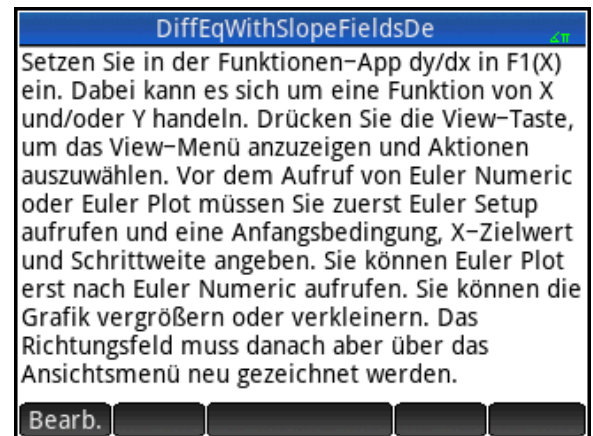 DiffEqWithSlopeFieldsDe
∡π
Setzen Sie in der Funktionen-App dy/dx in F1(X)
ein. Dabei kann es sich um eine Funktion von X
und/oder Y handeln. Drücken Sie die View-Taste,
um das View-Menü anzuzeigen und Aktionen
auszuwählen. Vor dem Aufruf von Euler Numeric
oder Euler Plot müssen Sie zuerst Euler Setup
aufrufen und eine Anfangsbedingung, X-Zielwert
und Schrittweite angeben. Sie können Euler Plot
erst nach Euler Numeric aufrufen. Sie können die
Grafik vergrößern oder verkleinern. Das
Richtungsfeld muss danach aber über das
Ansichtsmenü neu gezeichnet werden.
Bearb.